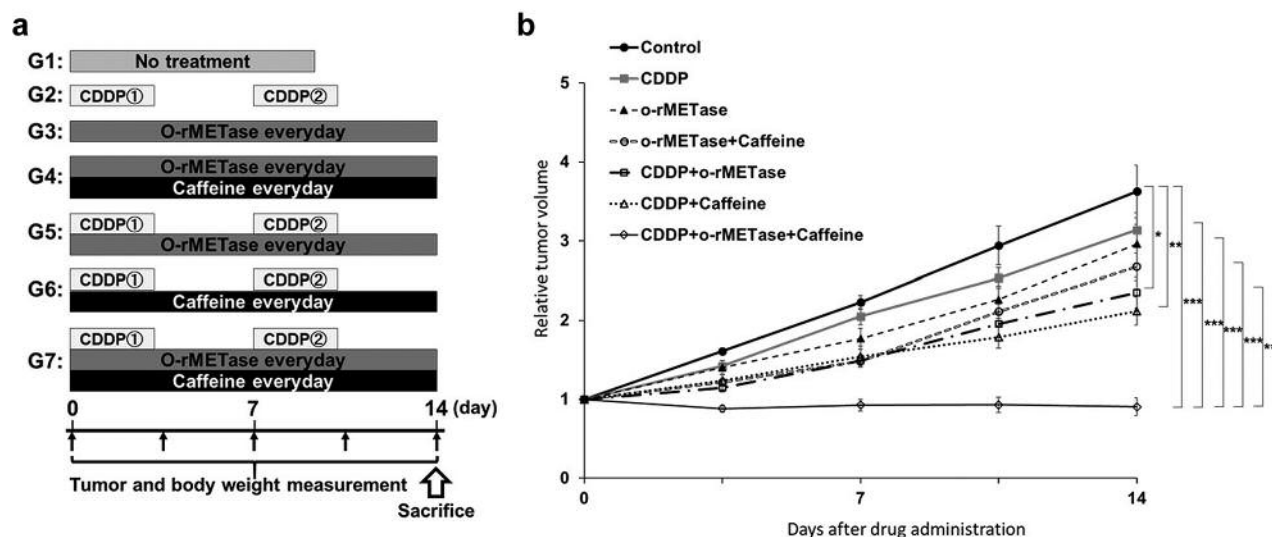 a
G1: No treatment
G2: CDDP① CDDP②
G3: O-rMETase everyday
G4: O-rMETase everyday
Caffeine everyday
G5: CDDP① CDDP②
O-rMETase everyday
G6: CDDP① CDDP②
Caffeine everyday
G7: CDDP① CDDP②
O-rMETase everyday
Caffeine everyday
0 7 14 (day)
Tumor and body weight measurement
Sacrifice
b
Control
CDDP
o-rMETase
o-rMETase+Caffeine
CDDP+o-rMETase
CDDP+Caffeine
CDDP+o-rMETase+Caffeine
Relative tumor volume
5
4
3
2
1
0
0 7 14
Days after drug administration
*
**
***
***
***
***